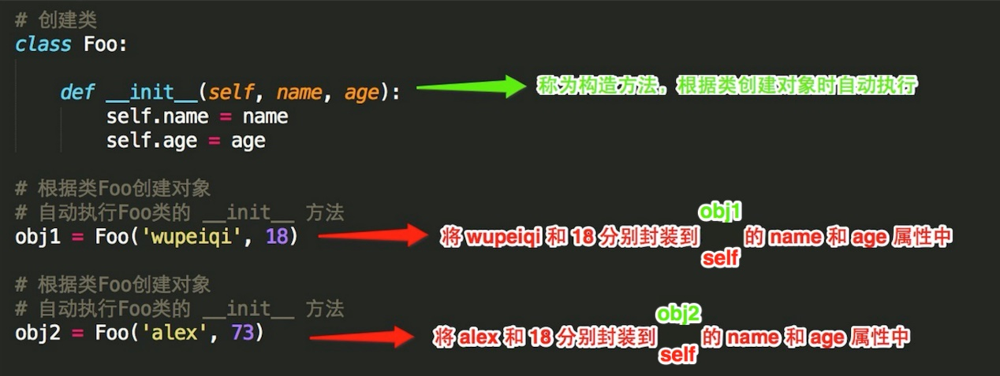 # 创建类
class Foo:
def __init__(self, name, age):
称为构造方法，根据类创建对象时自动执行
self.name = name
self.age = age
# 根据类Foo创建对象
# 自动执行Foo类的 __init__ 方法
obj1 = Foo('wupeiqi', 18)
obj1
将 wupeiqi 和 18 分别封装到 的 name 和 age 属性中
self
# 根据类Foo创建对象
# 自动执行Foo类的 __init__ 方法
obj2 = Foo('alex', 73)
obj2
将 alex 和 18 分别封装到 的 name 和 age 属性中
self